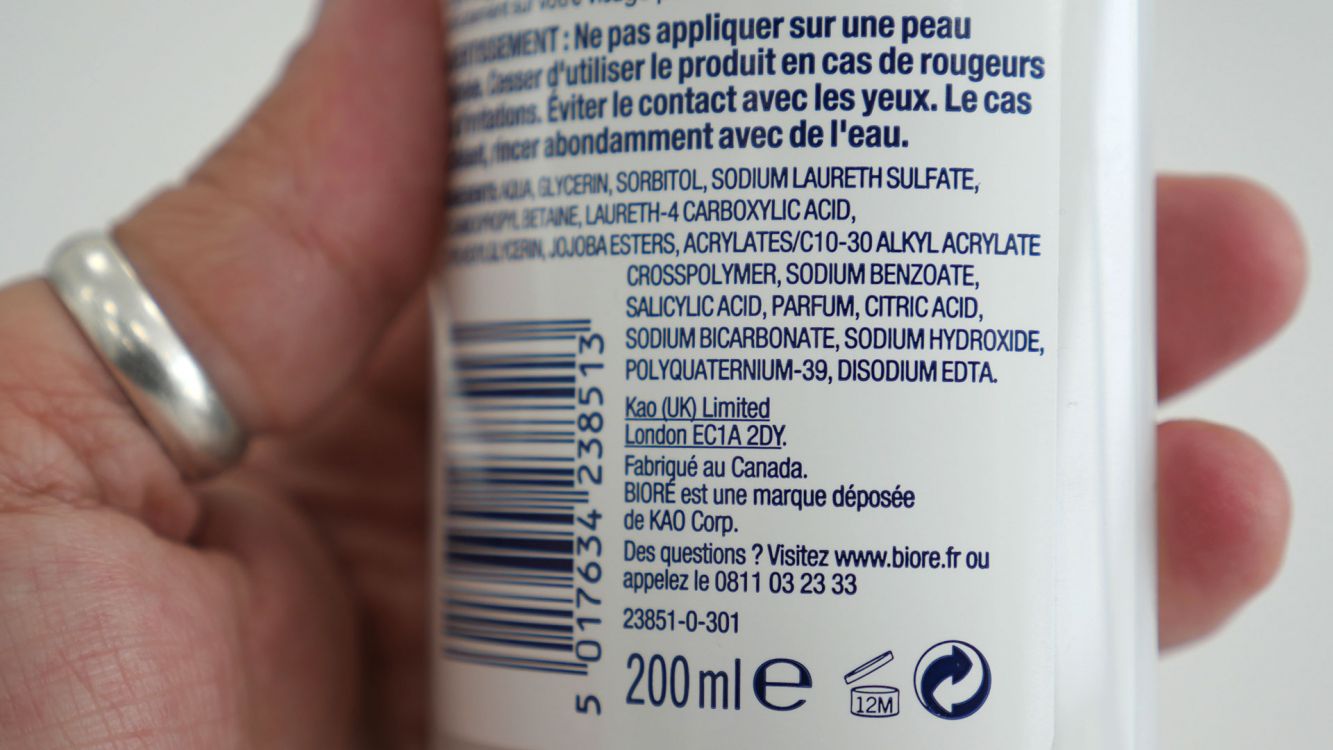 : Ne pas appliquer sur une peau
Cesser d'utiliser le produit en cas de rougeurs
Éviter le contact avec les yeux. Le cas
rincer abondamment avec de l'eau.
AQUA, GLYCERIN, SORBITOL, SODIUM LAURETH SULFATE,
BETAINE, LAURETH-4 CARBOXYLIC ACID,
JOJOBA ESTERS, ACRYLATES/C10-30 ALKYL ACRYLATE
CROSSPOLYMER, SODIUM BENZOATE,
SALICYLIC ACID, PARFUM, CITRIC ACID,
SODIUM BICARBONATE, SODIUM HYDROXIDE,
POLYQUATERNIUM-39, DISODIUM EDTA.
Kao (UK) Limited
London EC1A 2DY.
Fabriqué au Canada.
BIORÉ est une marque déposée
de KAO Corp.
Des questions ? Visitez www.biore.fr ou
appelez le 0811 03 23 33
23851-0-301
200 ml e
12M
5 017634 238513